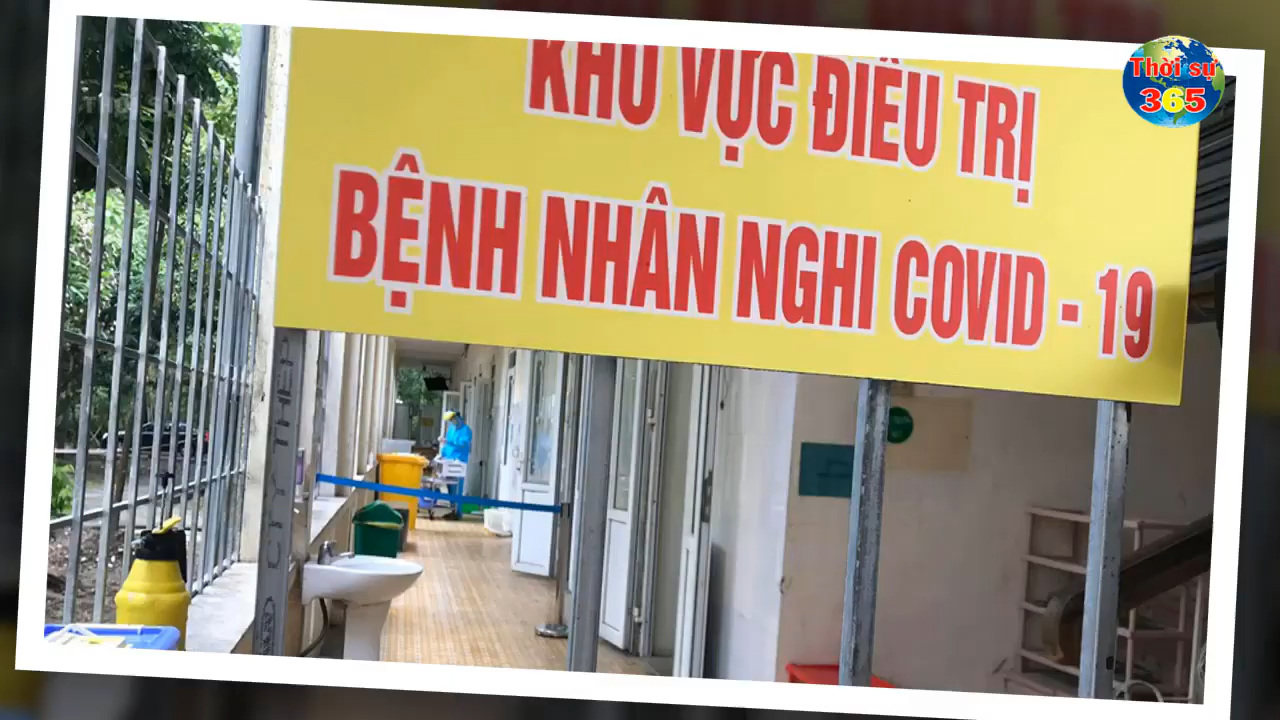 KHU VỰC ĐIỀU TRỊ
BỆNH NHÂN NGHI COVID - 19
Thời sự
365